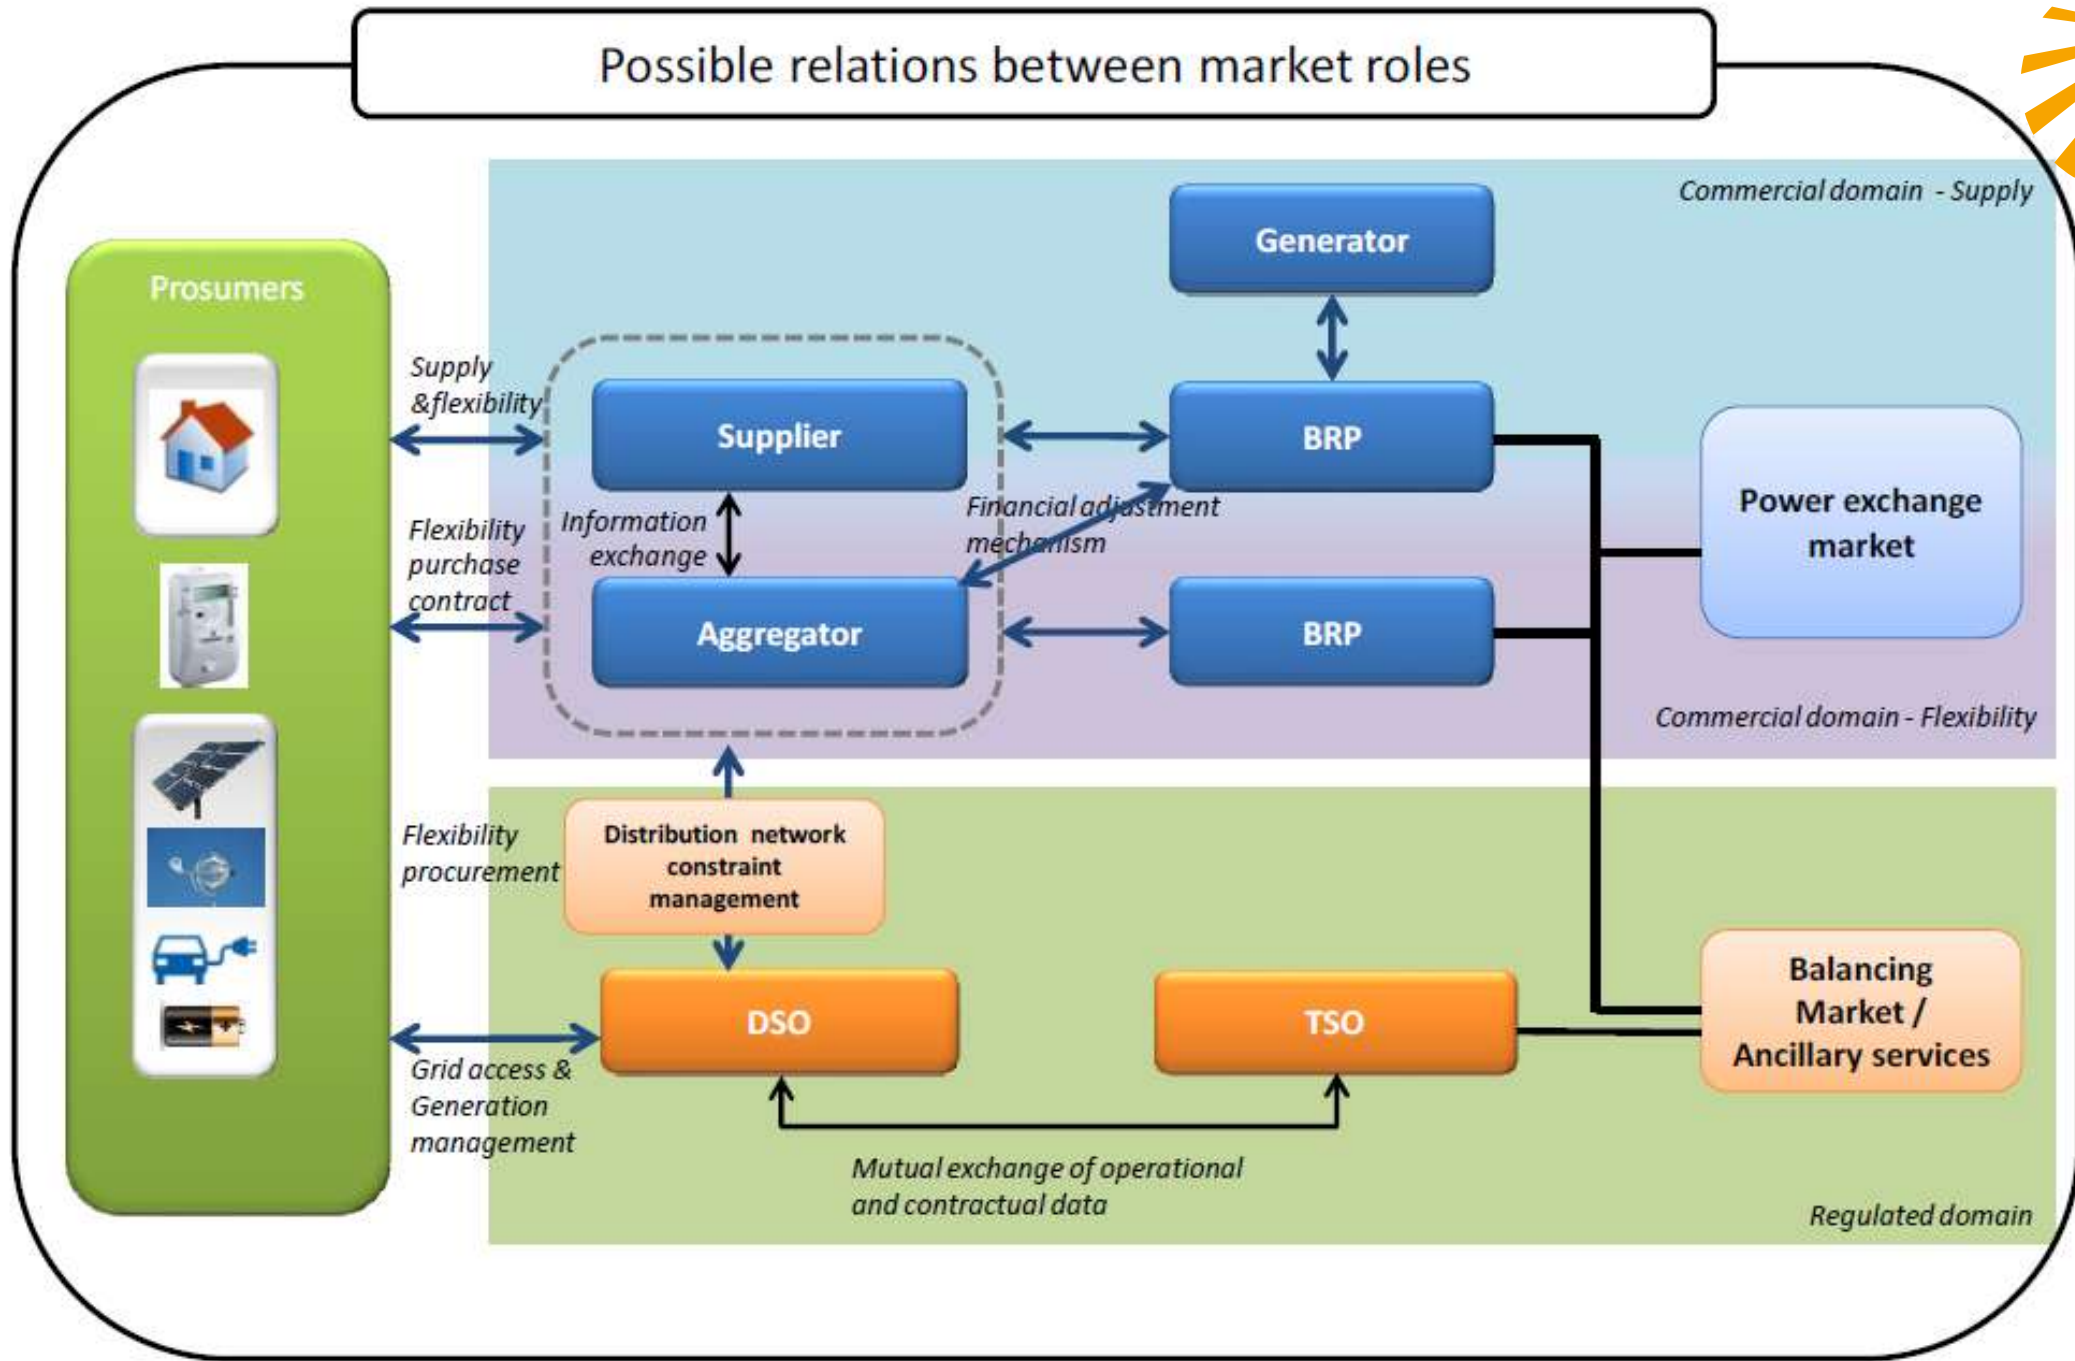 Possible relations between market roles
Commercial domain - Supply
Generator
Prosumers
Supply
&flexibility
Supplier
BRP
Power exchange
market
Flexibility
purchase
contract
Information
exchange
Financial adjustment
mechanism
Aggregator
BRP
Commercial domain - Flexibility
Flexibility
procurement
Distribution network
constraint
management
DSO
TSO
Balancing
Market /
Ancillary services
Grid access &
Generation
management
Mutual exchange of operational
and contractual data
Regulated domain